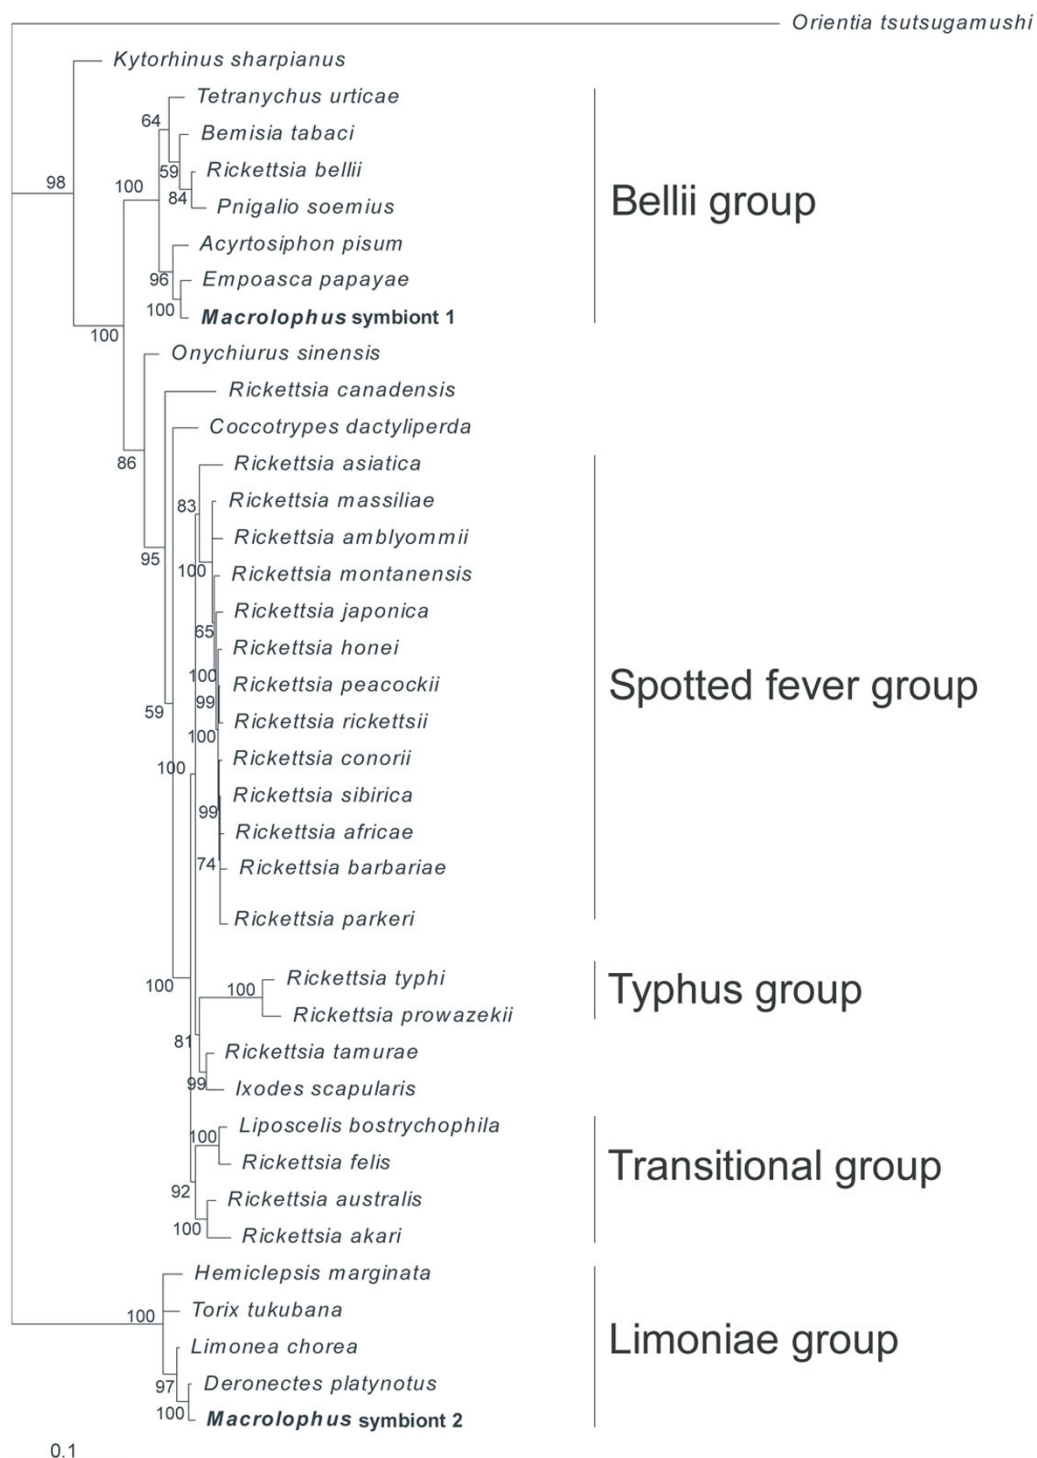 Orientia tsutsugamushi
Kytorhinus sharpianus
Tetranychus urticae
64
Bemisia tabaci
59
Rickettsia bellii
98
100
84
Bellii group
Pnigalio soemius
Acyrtosiphon pisum
96
Empoasca papayae
100
Macrolophus symbiont 1
100
Onychiurus sinensis
Rickettsia canadensis
Coccotrypes dactyliperda
86
Rickettsia asiatica
83
Rickettsia massiliae
Rickettsia amblyommii
95
100
Rickettsia montanensis
Rickettsia japonica
65
Rickettsia honei
100
Rickettsia peacockii
Spotted fever group
99
59
Rickettsia rickettsii
100
Rickettsia conorii
100
Rickettsia sibirica
99
Rickettsia africae
74
Rickettsia barbariae
Rickettsia parkeri
Rickettsia typhi
100
100
Typhus group
Rickettsia prowazekii
81
Rickettsia tamurae
99
Ixodes scapularis
Liposcelis bostrychophila
100
Rickettsia felis
Transitional group
92
Rickettsia australis
100
Rickettsia akari
Hemiclepsis marginata
100
Torix tukubana
Limoniae group
Limonea chorea
97
Deronectes platynotus
100
Macrolophus symbiont 2
0.1